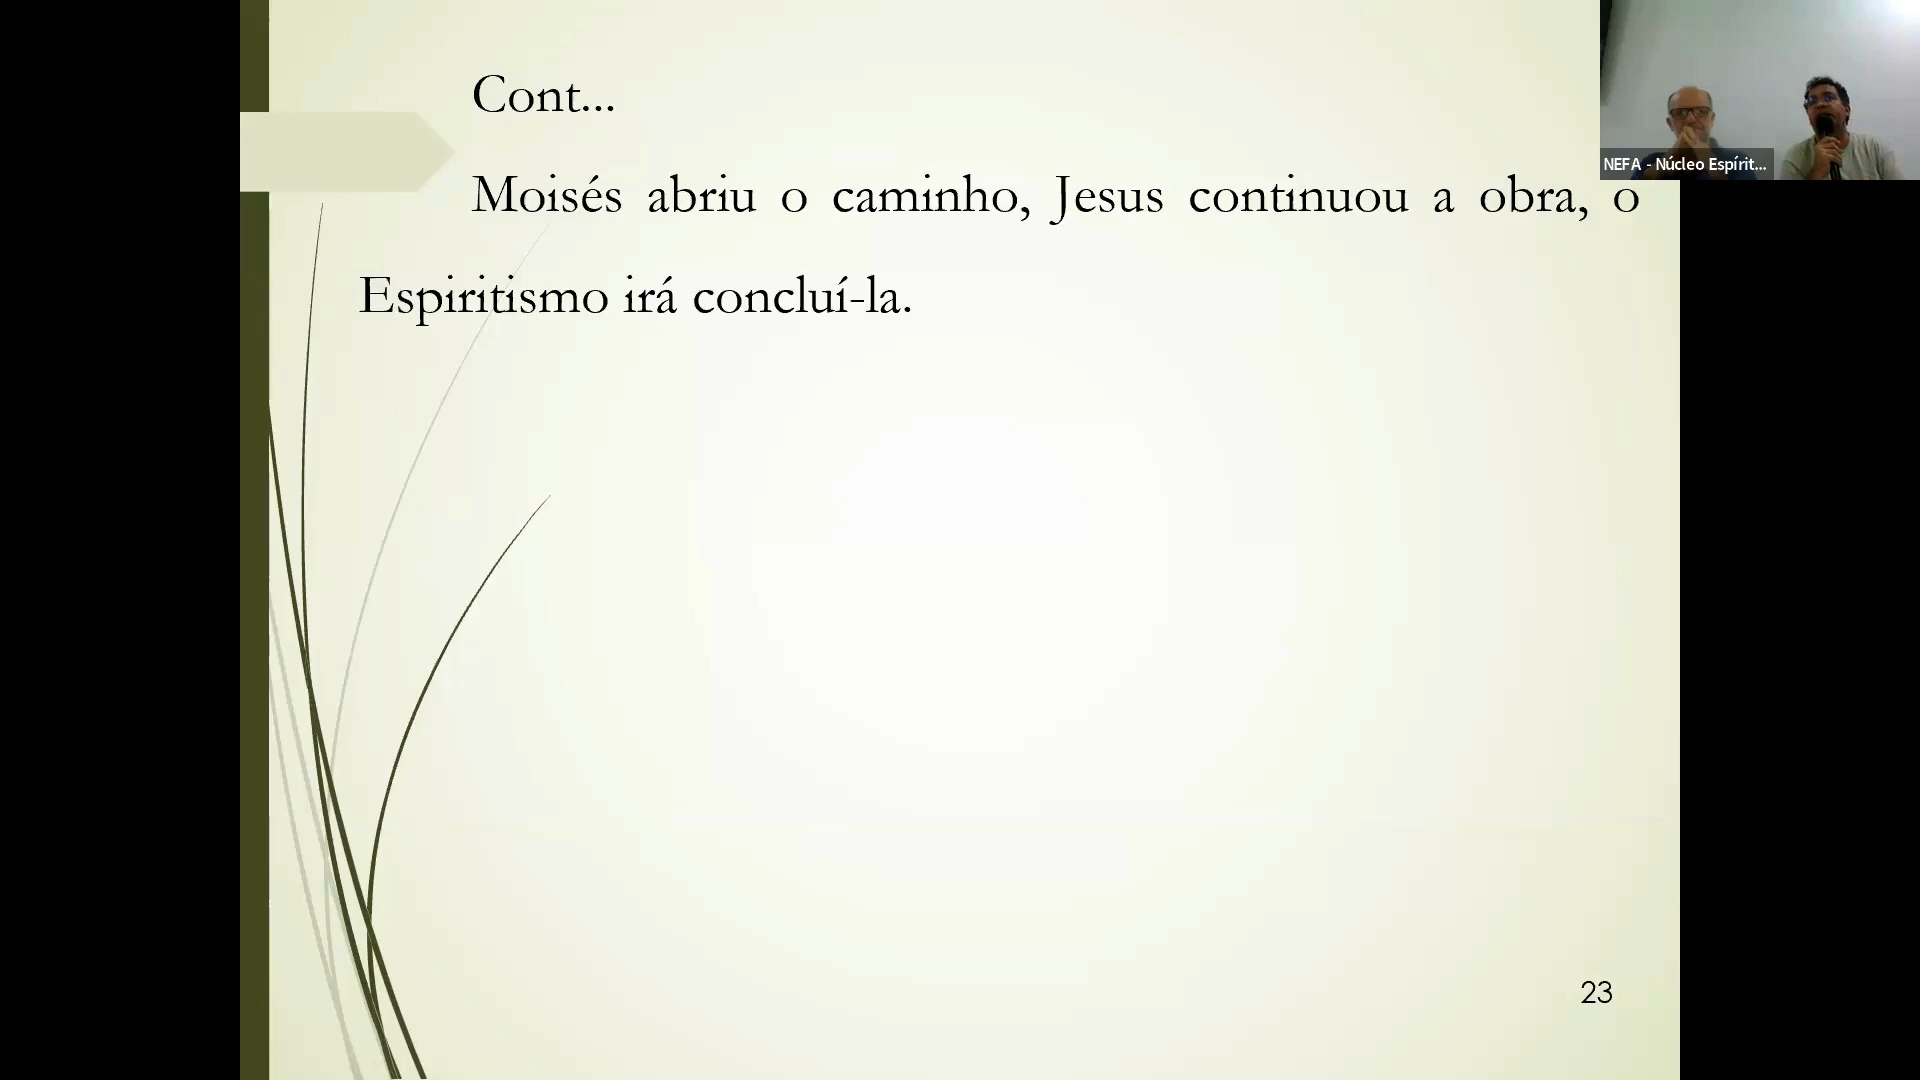 Cont...
Moisés abriu o caminho, Jesus continuou a obra, o
Espiritismo irá concluí-la.
NEFA - Núcleo Espírit...
23